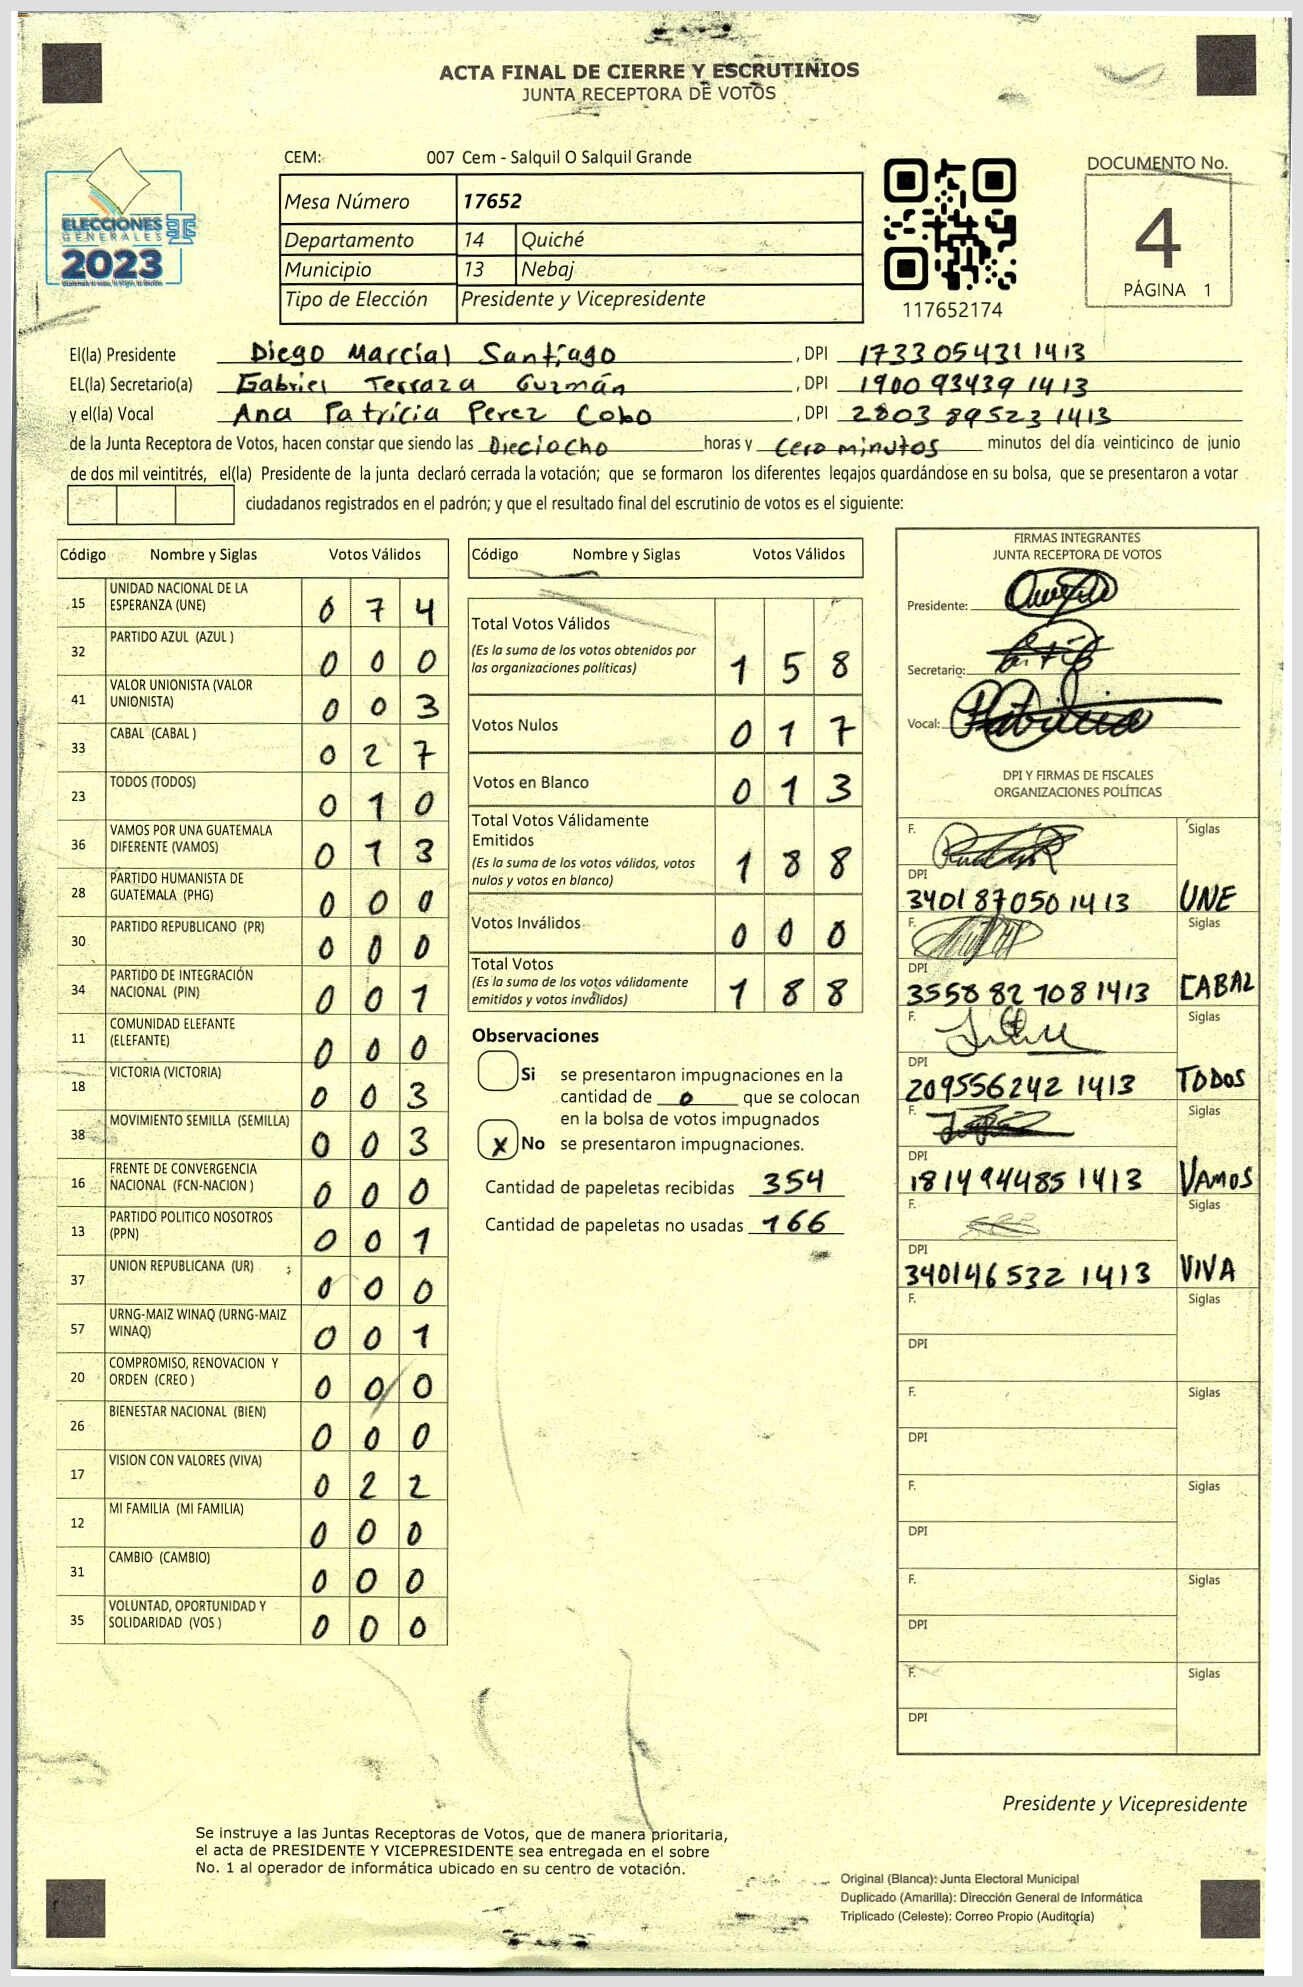 ACTA FINAL DE CIERRE Y ESCRUTINIOS
JUNTA RECEPTORA DE VOTOS
ELECCIONES
GENERALES
2023
CEM: 007 Cem - Salquil O Salquil Grande
Mesa Número 17652
Departamento 14 Quiché
Municipio 13 Nebaj
Tipo de Elección Presidente y Vicepresidente
117652174
DOCUMENTO No.
4
PÁGINA 1
El(la) Presidente Diego Marcial Santiago , DPI 1733 05431 1413
EL(la) Secretario(a) Gabriel Terraza Guzmán , DPI 1900 93439 1413
y el(la) Vocal Ana Patricia Perez Cobo , DPI 2803 89523 1413
de la Junta Receptora de Votos, hacen constar que siendo las Dieciocho horas y Cero minutos minutos del día veinticinco de junio
de dos mil veintitrés, el(la) Presidente de la junta declaró cerrada la votación; que se formaron los diferentes legajos guardándose en su bolsa, que se presentaron a votar
ciudadanos registrados en el padrón; y que el resultado final del escrutinio de votos es el siguiente:
Código Nombre y Siglas Votos Válidos
15 UNIDAD NACIONAL DE LA ESPERANZA (UNE) 0 7 4
32 PARTIDO AZUL (AZUL ) 0 0 0
41 VALOR UNIONISTA (VALOR UNIONISTA) 0 0 3
33 CABAL (CABAL ) 0 2 7
23 TODOS (TODOS) 0 1 0
36 VAMOS POR UNA GUATEMALA DIFERENTE (VAMOS) 0 1 3
28 PARTIDO HUMANISTA DE GUATEMALA (PHG) 0 0 0
30 PARTIDO REPUBLICANO (PR) 0 0 0
34 PARTIDO DE INTEGRACIÓN NACIONAL (PIN) 0 0 1
11 COMUNIDAD ELEFANTE (ELEFANTE) 0 0 0
18 VICTORIA (VICTORIA) 0 0 3
38 MOVIMIENTO SEMILLA (SEMILLA) 0 0 3
16 FRENTE DE CONVERGENCIA NACIONAL (FCN-NACION ) 0 0 0
13 PARTIDO POLITICO NOSOTROS (PPN) 0 0 1
37 UNION REPUBLICANA (UR) 0 0 0
57 URNG-MAIZ WINAQ (URNG-MAIZ WINAQ) 0 0 1
20 COMPROMISO, RENOVACION Y ORDEN (CREO ) 0 0 0
26 BIENESTAR NACIONAL (BIEN) 0 0 0
17 VISION CON VALORES (VIVA) 0 2 2
12 MI FAMILIA (MI FAMILIA) 0 0 0
31 CAMBIO (CAMBIO) 0 0 0
35 VOLUNTAD, OPORTUNIDAD Y SOLIDARIDAD (VOS ) 0 0 0
Código Nombre y Siglas Votos Válidos
Total Votos Válidos
(Es la suma de los votos obtenidos por las organizaciones políticas) 1 5 8
Votos Nulos 0 1 7
Votos en Blanco 0 1 3
Total Votos Válidamente Emitidos
(Es la suma de los votos válidos, votos nulos y votos en blanco) 1 8 8
Votos Inválidos 0 0 0
Total Votos
(Es la suma de los votos válidamente emitidos y votos inválidos) 1 8 8
Observaciones
Si se presentaron impugnaciones en la
cantidad de 0 que se colocan
en la bolsa de votos impugnados
X No se presentaron impugnaciones.
Cantidad de papeletas recibidas 354
Cantidad de papeletas no usadas 166
FIRMAS INTEGRANTES
JUNTA RECEPTORA DE VOTOS
Presidente:
Secretario:
Vocal:
DPI Y FIRMAS DE FISCALES
ORGANIZACIONES POLÍTICAS
F. Siglas
DPI
3401 87050 1413 UNE
F. Siglas
DPI
3558 82 708 1413 CABAL
F. Siglas
DPI
209556242 1413 TODOS
F. Siglas
DPI
1814 94485 1413 VAMOS
F. Siglas
DPI
340146532 1413 VIVA
F. Siglas
DPI
F. Siglas
DPI
F. Siglas
DPI
F. Siglas
DPI
F. Siglas
DPI
Presidente y Vicepresidente
Se instruye a las Juntas Receptoras de Votos, que de manera prioritaria,
el acta de PRESIDENTE Y VICEPRESIDENTE sea entregada en el sobre
No. 1 al operador de informática ubicado en su centro de votación.
Original (Blanca): Junta Electoral Municipal
Duplicado (Amarilla): Dirección General de Informática
Triplicado (Celeste): Correo Propio (Auditoría)